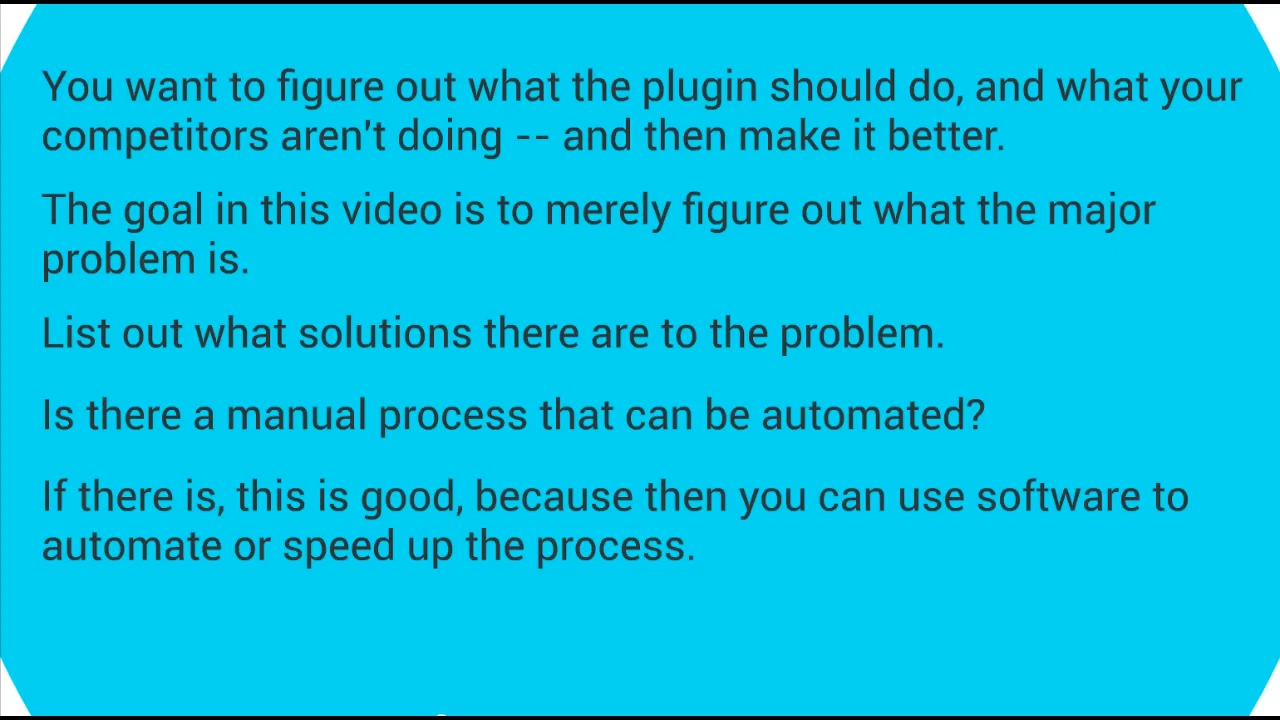 You want to figure out what the plugin should do, and what your
competitors aren't doing -- and then make it better.
The goal in this video is to merely figure out what the major
problem is.
List out what solutions there are to the problem.
Is there a manual process that can be automated?
If there is, this is good, because then you can use software to
automate or speed up the process.